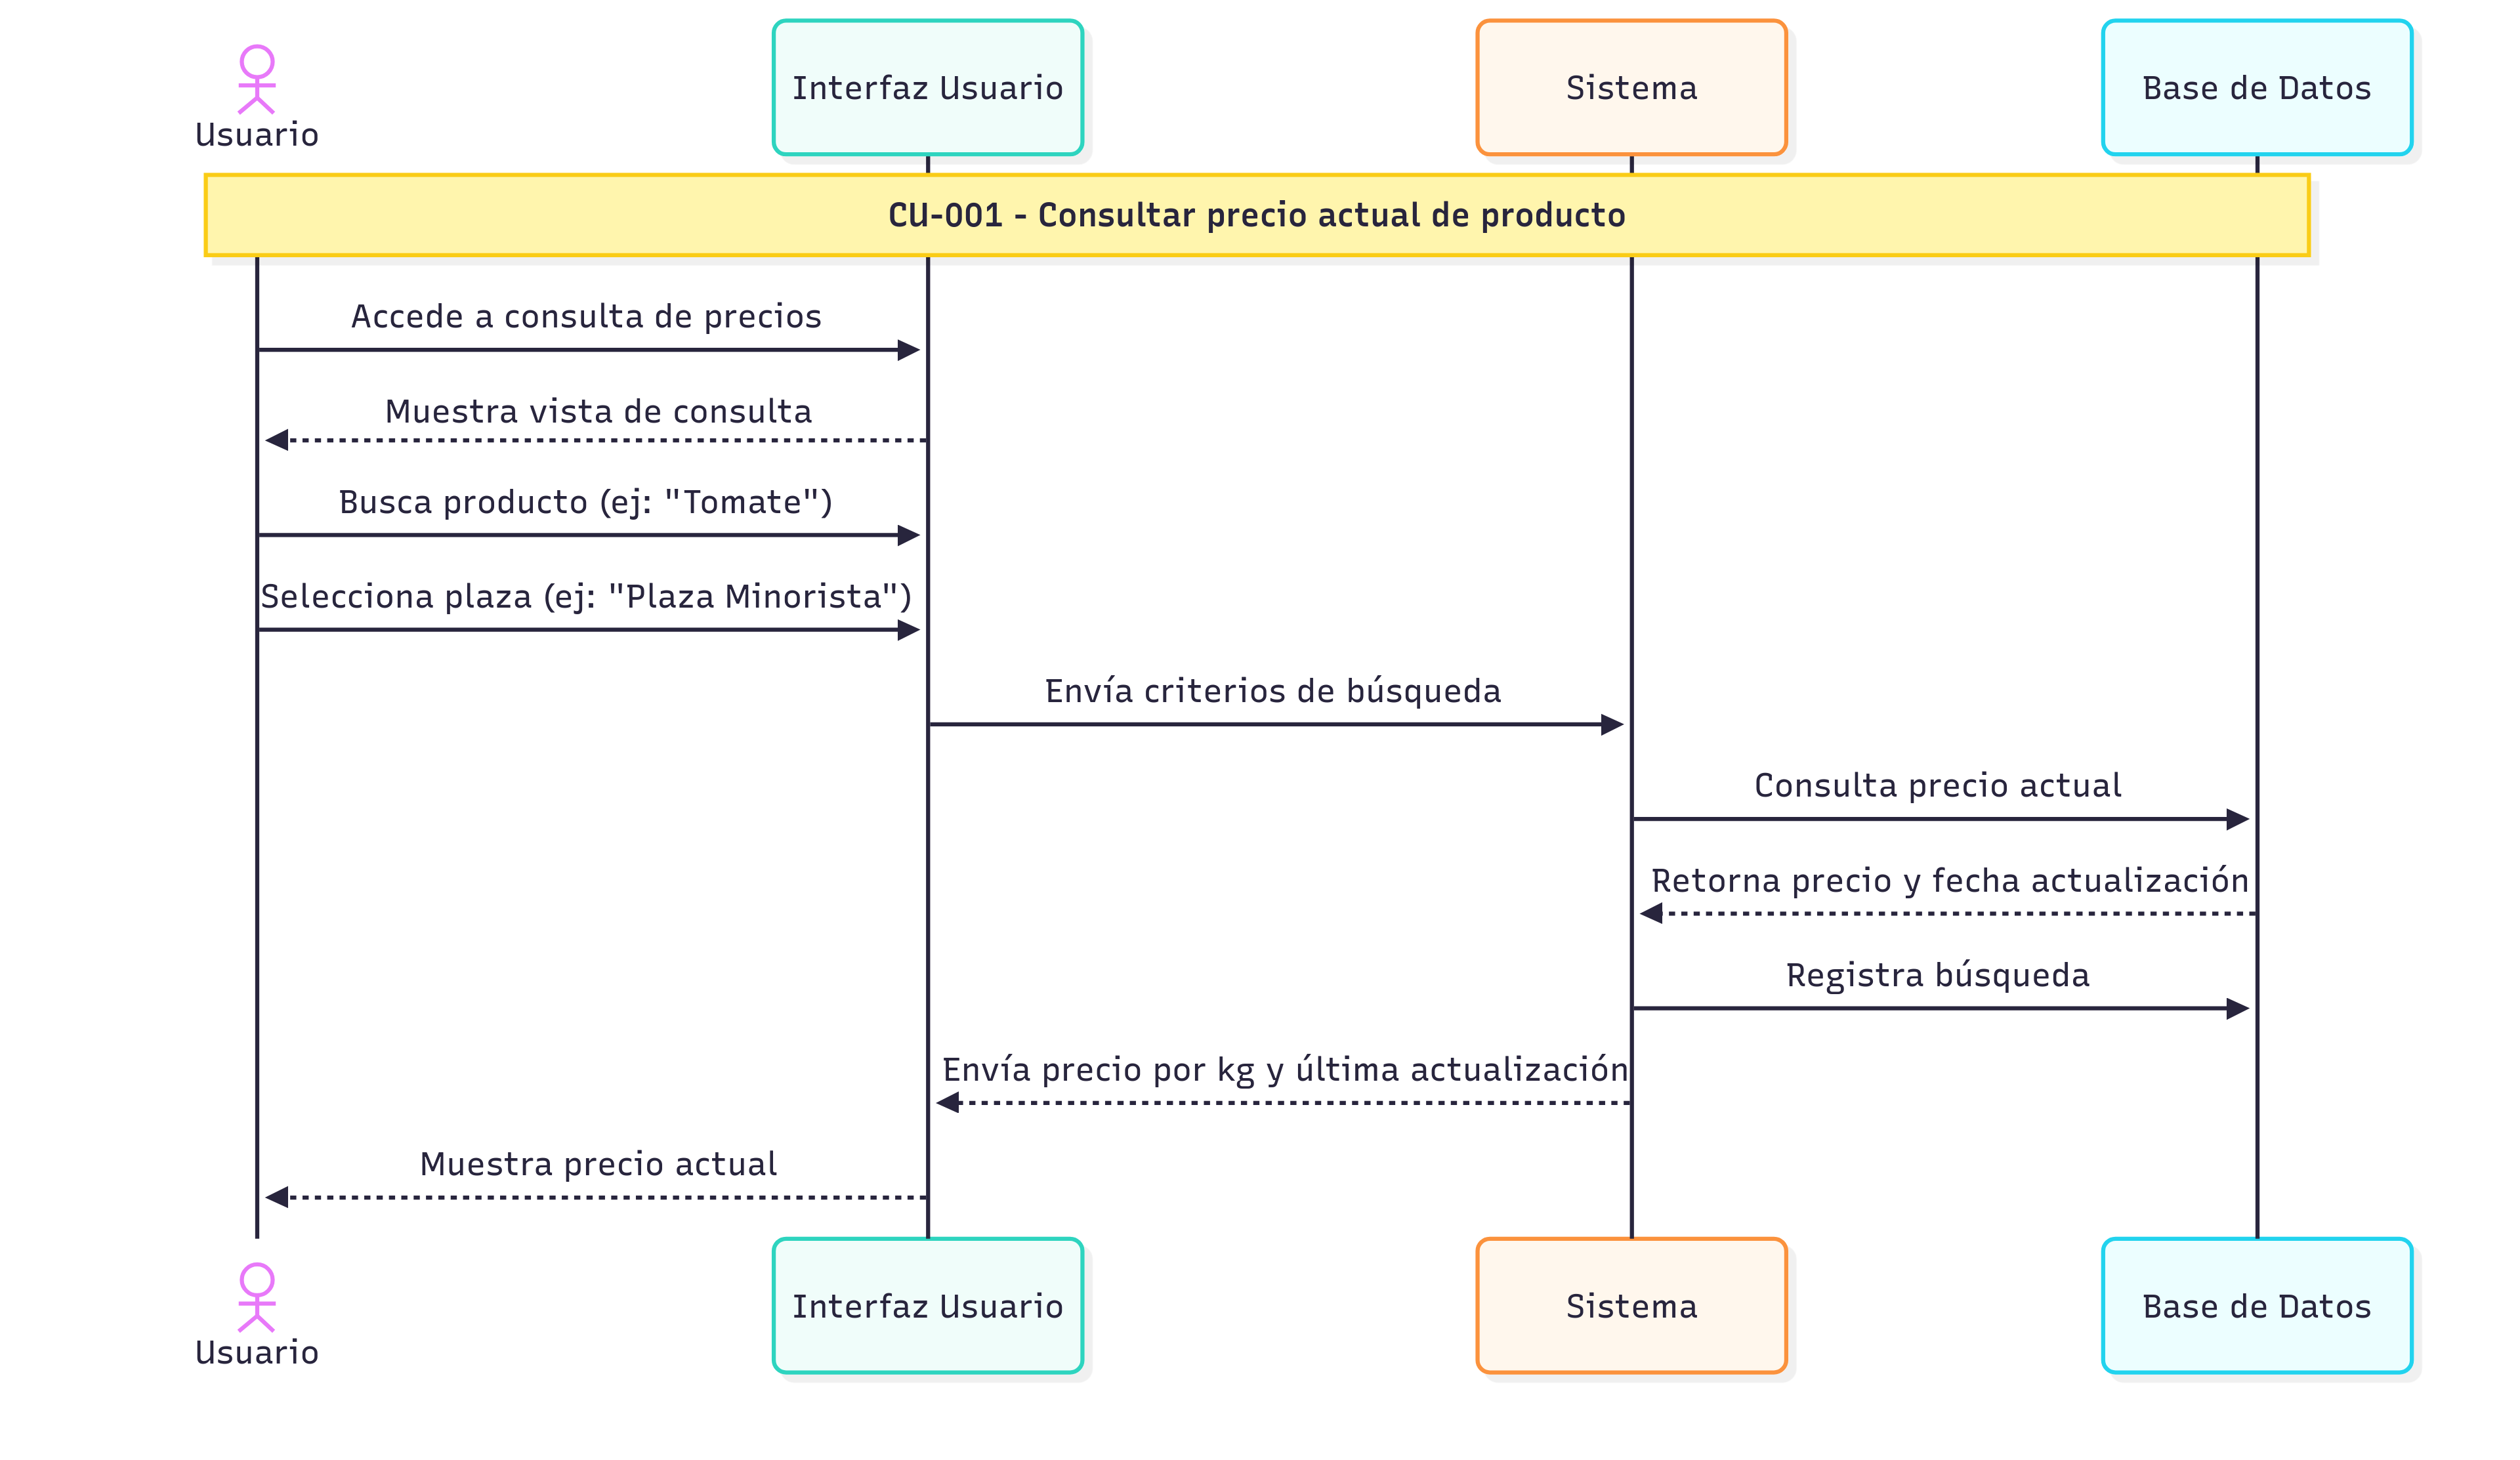 Usuario
Interfaz Usuario
Sistema
Base de Datos
CU-001 - Consultar precio actual de producto
Accede a consulta de precios
Muestra vista de consulta
Busca producto (ej: "Tomate")
Selecciona plaza (ej: "Plaza Minorista")
Envía criterios de búsqueda
Consulta precio actual
Retorna precio y fecha actualización
Registra búsqueda
Envía precio por kg y última actualización
Muestra precio actual
Usuario
Interfaz Usuario
Sistema
Base de Datos